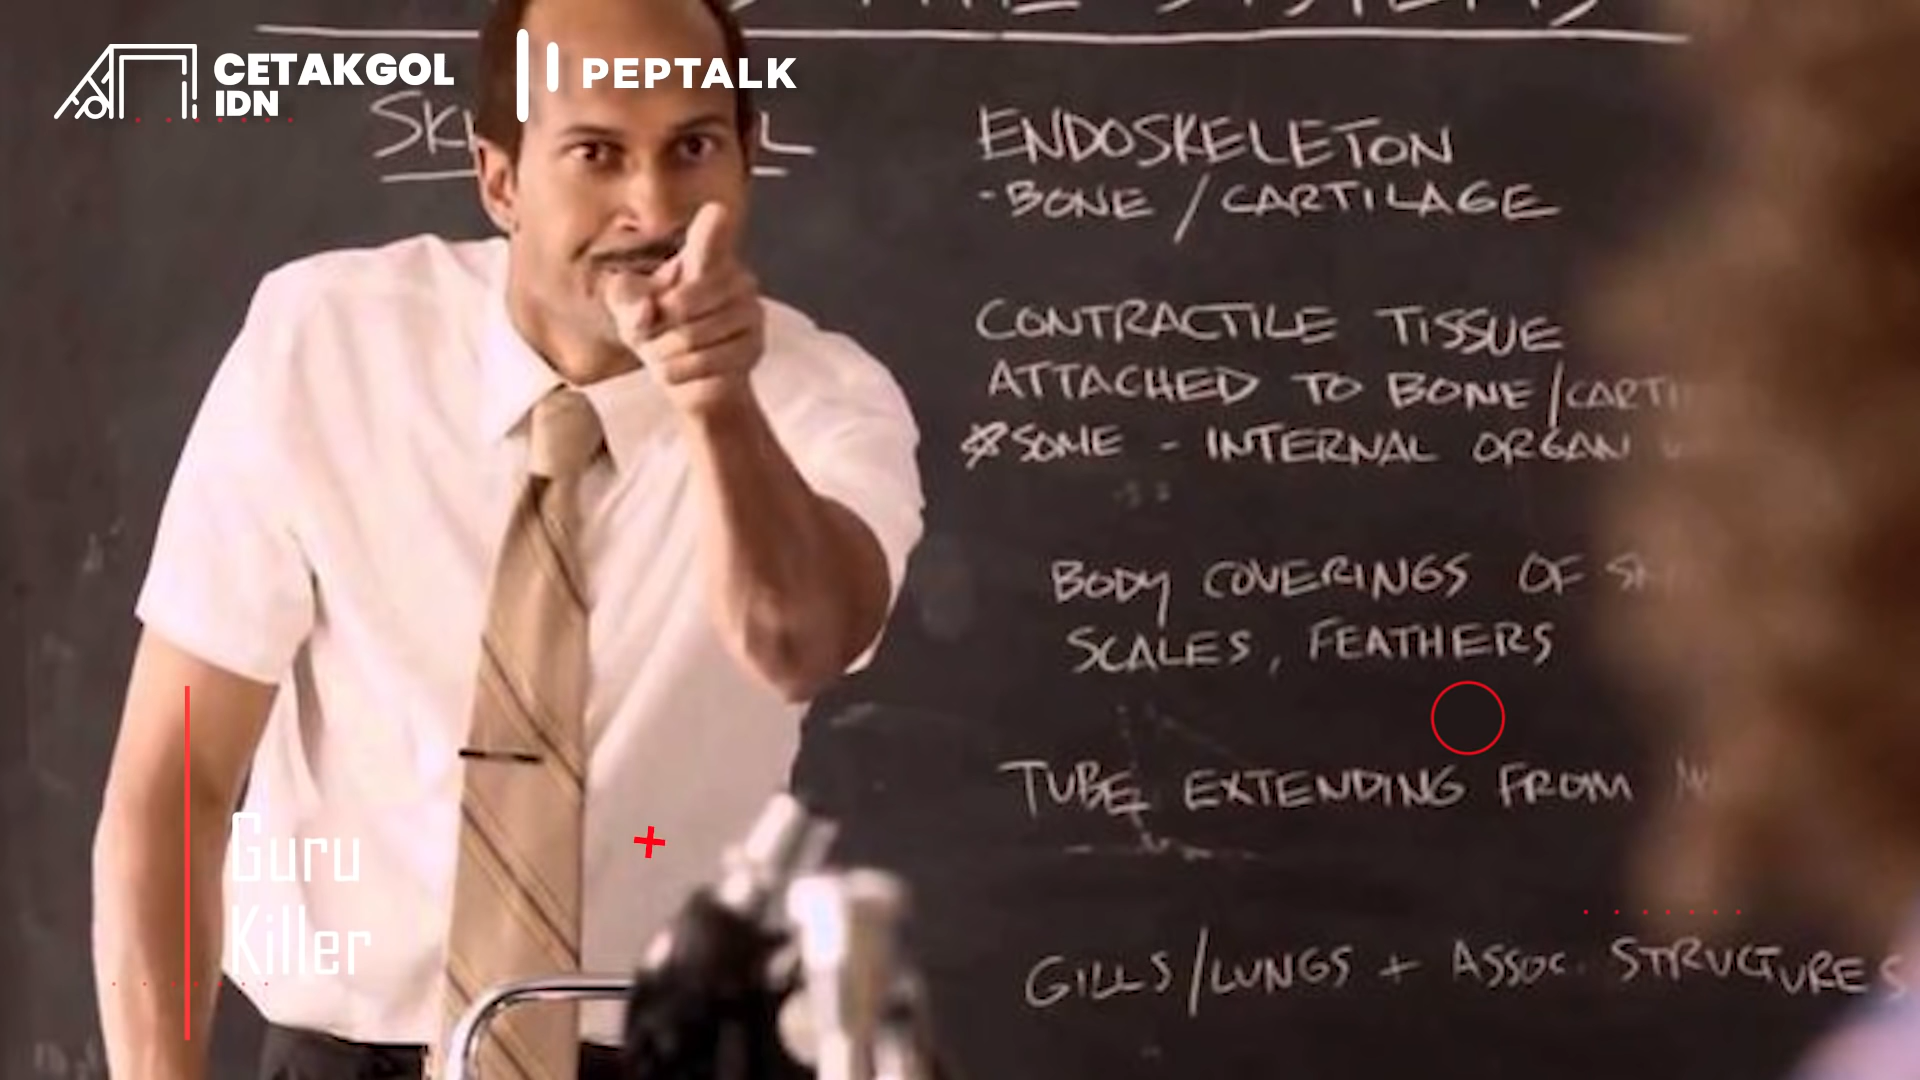 CETAKGOL
IDN
PEPTALK
ENDOSKELETON
- BONE / CARTILAGE
CONTRACTILE TISSUE
ATTACHED TO BONE/CARTI
SOME - INTERNAL ORGAN
BODY COVERINGS OF
SCALES, FEATHERS
TUBE EXTENDING FROM
GILLS/LUNGS + ASSOC. STRUCTURES
Guru
Killer